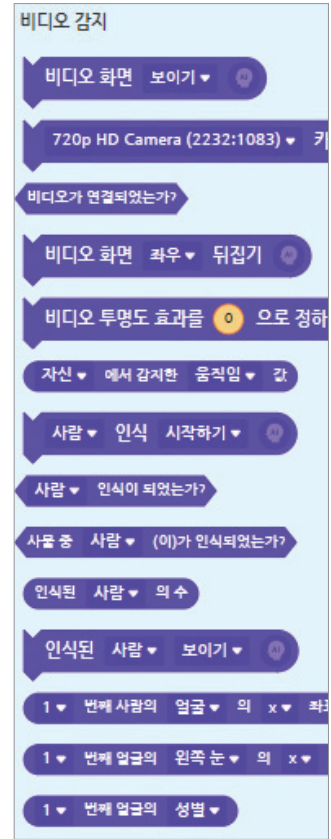 비디오 감지
비디오 화면 보이기
720p HD Camera (2232:1083)
비디오가 연결되었는가?
비디오 화면 좌우 뒤집기
비디오 투명도 효과를 0 으로 정하
자신 에서 감지한 움직임 값
사람 인식 시작하기
사람 인식이 되었는가?
사물 중 사람 (이)가 인식되었는가?
인식된 사람 의 수
인식된 사람 보이기
1 번째 사람의 얼굴 의 x 좌표
1 번째 얼굴의 왼쪽 눈 의 x
1 번째 얼굴의 성별